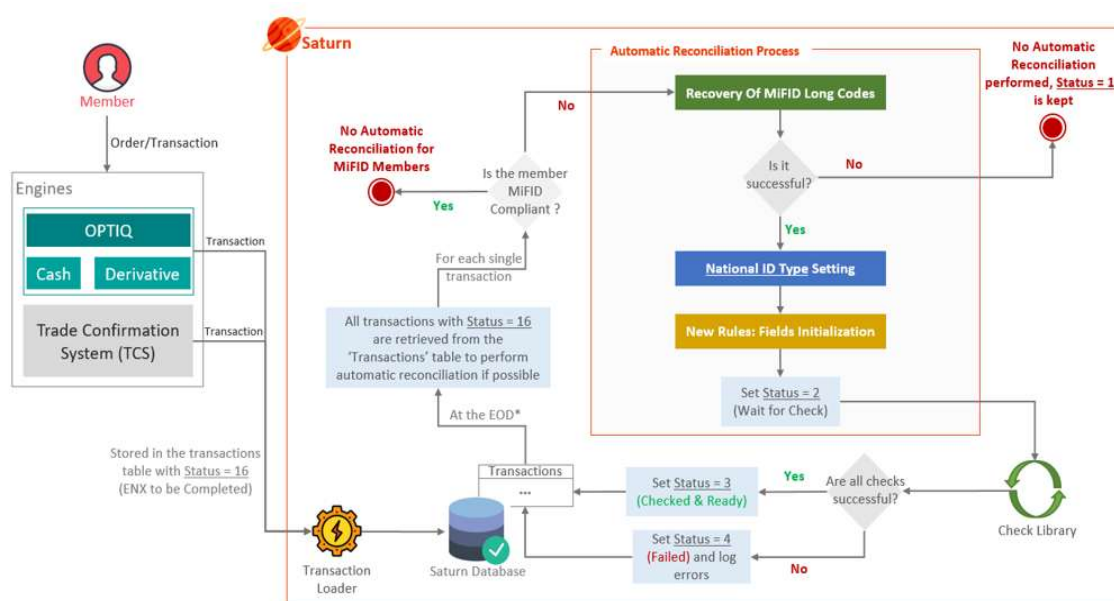 Saturn
Automatic Reconciliation Process
No Automatic
Reconciliation
performed, Status = 1
is kept
Member
Order/Transaction
Recovery Of MiFID Long Codes
No
No Automatic
Reconciliation for
MiFID Members
Is the member
MiFID
Compliant ?
Yes
Is it
successful?
No
Yes
Engines
OPTIQ
Cash
Derivative
Transaction
Trade Confirmation
System (TCS)
Transaction
For each single
transaction
National ID Type Setting
All transactions with Status = 16
are retrieved from the
'Transactions' table to perform
automatic reconciliation if possible
New Rules: Fields Initialization
Set Status = 2
(Wait for Check)
At the EOD*
Stored in the transactions
table with Status = 16
(ENX to be Completed)
Transactions
...
Set Status = 3
(Checked & Ready)
Yes
Are all checks
successful?
Check Library
Set Status = 4
(Failed) and log
errors
No
Transaction
Loader
Saturn Database